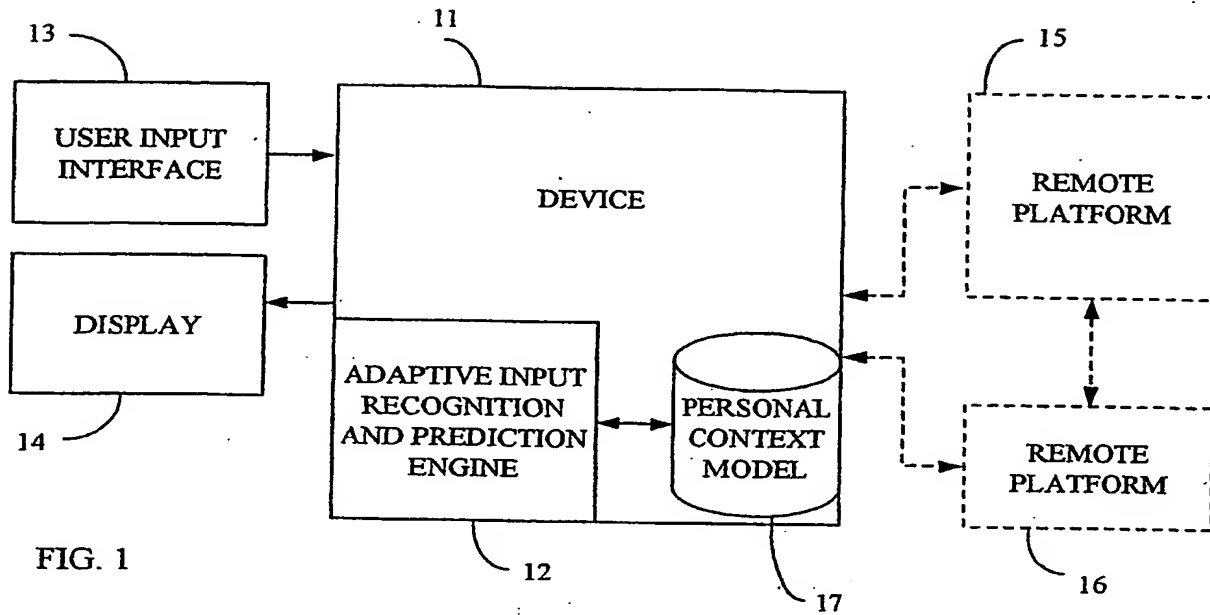 13
11
15
USER INPUT
INTERFACE
DEVICE
REMOTE
PLATFORM
DISPLAY
ADAPTIVE INPUT
RECOGNITION
AND PREDICTION
ENGINE
PERSONAL
CONTEXT
MODEL
REMOTE
PLATFORM
14
FIG. 1
12
17
16